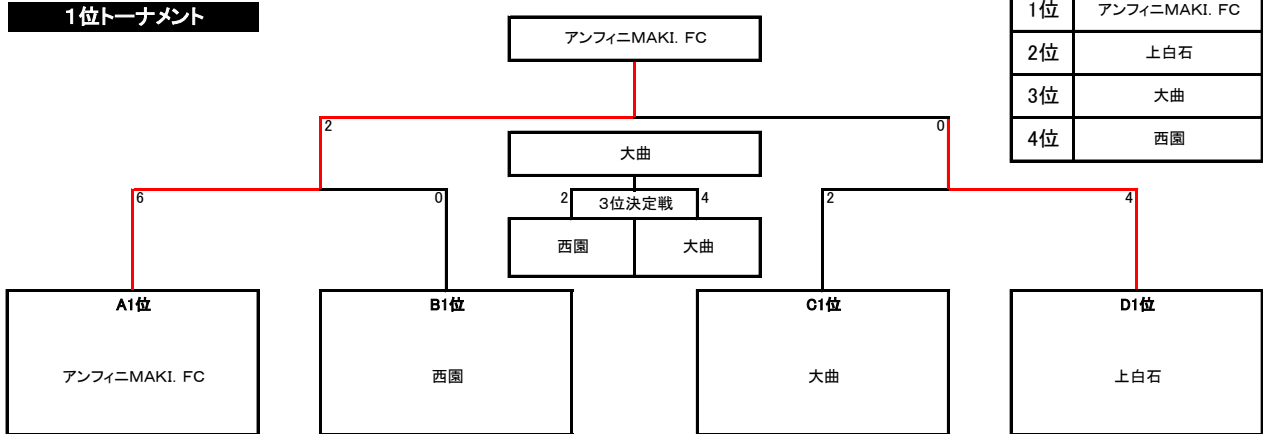 1位トーナメント
アンフィニMAKI. FC
1位 アンフィニMAKI. FC
2位 上白石
3位 大曲
4位 西園
2 0
大曲
6 0 2 3位決定戦 4 2 4
西園 大曲
A1位 B1位 C1位 D1位
アンフィニMAKI. FC 西園 大曲 上白石